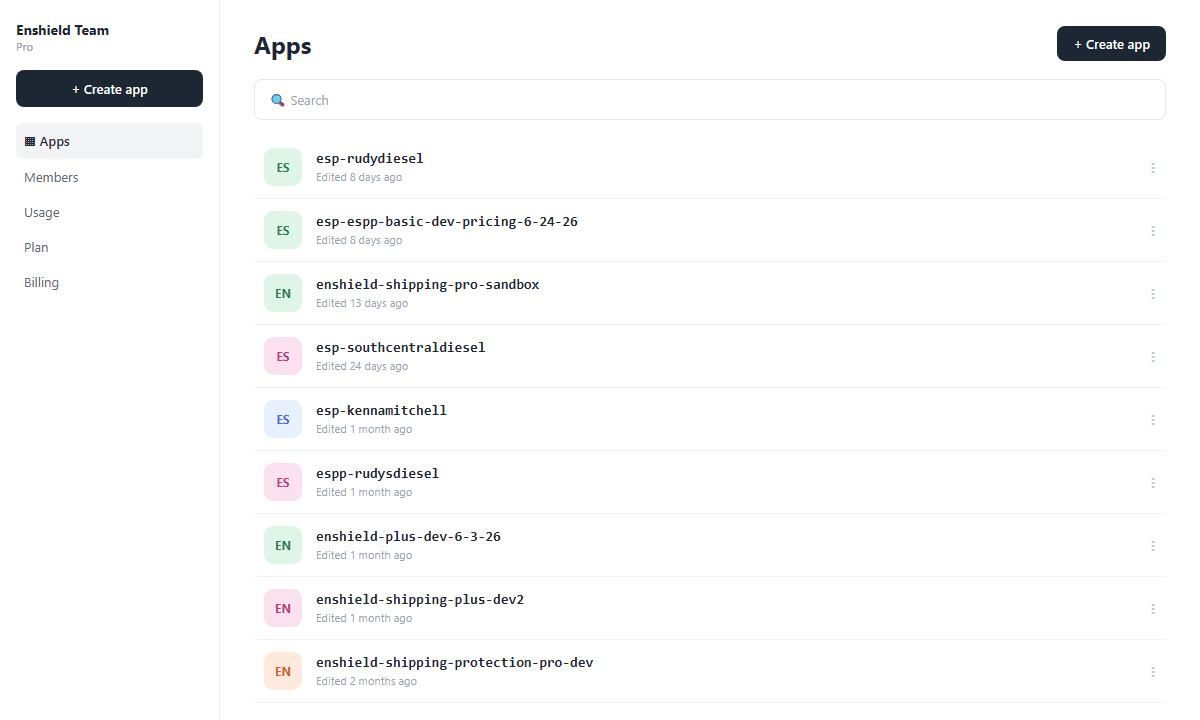 Enshield Team
Pro
+ Create app
Apps
Members
Usage
Plan
Billing
Apps
+ Create app
Search
ES
esp-rudydiesel
Edited 8 days ago
ES
esp-espp-basic-dev-pricing-6-24-26
Edited 8 days ago
EN
enshield-shipping-pro-sandbox
Edited 13 days ago
ES
esp-southcentraldiesel
Edited 24 days ago
ES
esp-kennamitchell
Edited 1 month ago
ES
espp-rudysdiesel
Edited 1 month ago
EN
enshield-plus-dev-6-3-26
Edited 1 month ago
EN
enshield-shipping-plus-dev2
Edited 1 month ago
EN
enshield-shipping-protection-pro-dev
Edited 2 months ago